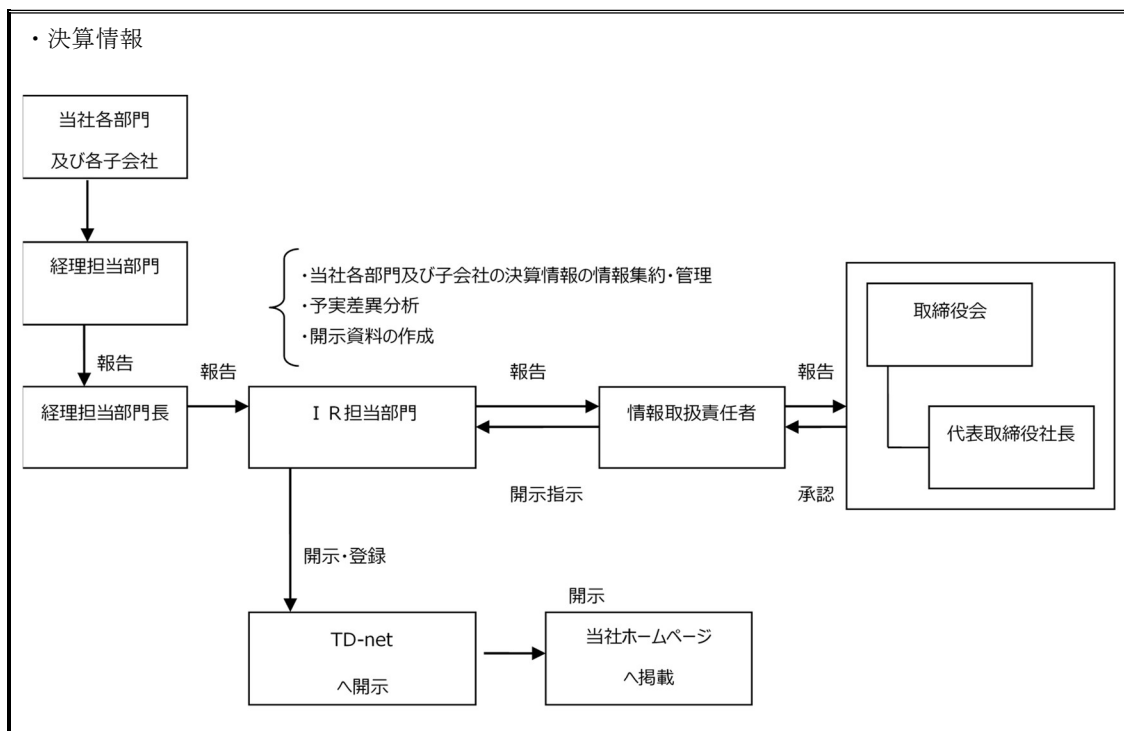 ・決算情報
当社各部門
及び各子会社
経理担当部門
・当社各部門及び子会社の決算情報の情報集約・管理
・予実差異分析
・開示資料の作成
取締役会
代表取締役社長
報告
経理担当部門長
報告
ＩＲ担当部門
報告
開示指示
情報取扱責任者
報告
承認
開示・登録
TD-net
へ開示
開示
当社ホームページ
へ掲載